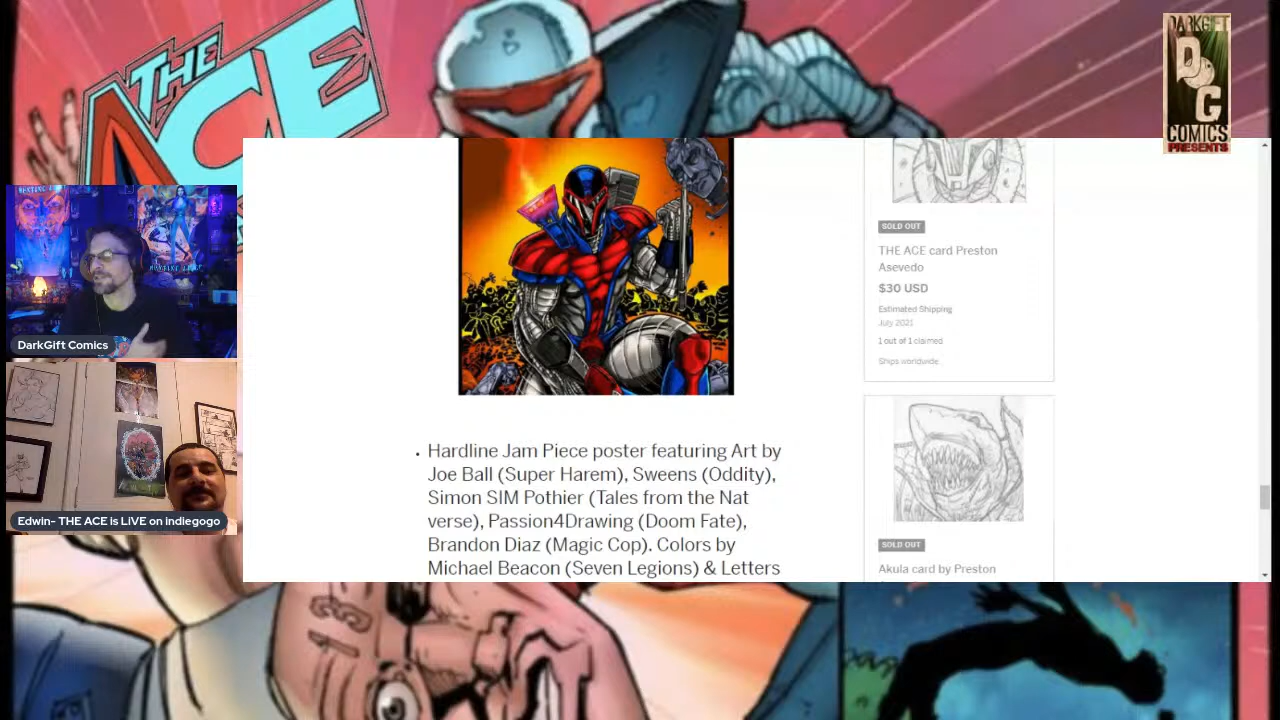 THE
ACE
DARKGIFT
DG
COMICS
PRESENTS
DarkGift Comics
Edwin- THE ACE is LIVE on indiegogo
• Hardline Jam Piece poster featuring Art by
Joe Ball (Super Harem), Sweens (Oddity),
Simon SIM Pothier (Tales from the Nat
verse), Passion4Drawing (Doom Fate),
Brandon Diaz (Magic Cop). Colors by
Michael Beacon (Seven Legions) & Letters
SOLD OUT
THE ACE card Preston
Asevedo
$30 USD
Estimated Shipping
July 2021
1 out of 1 claimed
Ships worldwide
SOLD OUT
Akula card by Preston
13